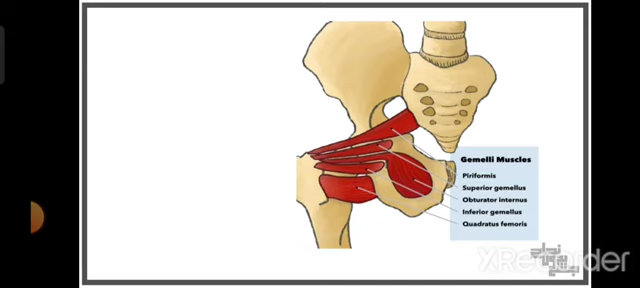 Gemelli Muscles
Piriformis
Superior gemellus
Obturator internus
Inferior gemellus
Quadratus femoris
XRecorder